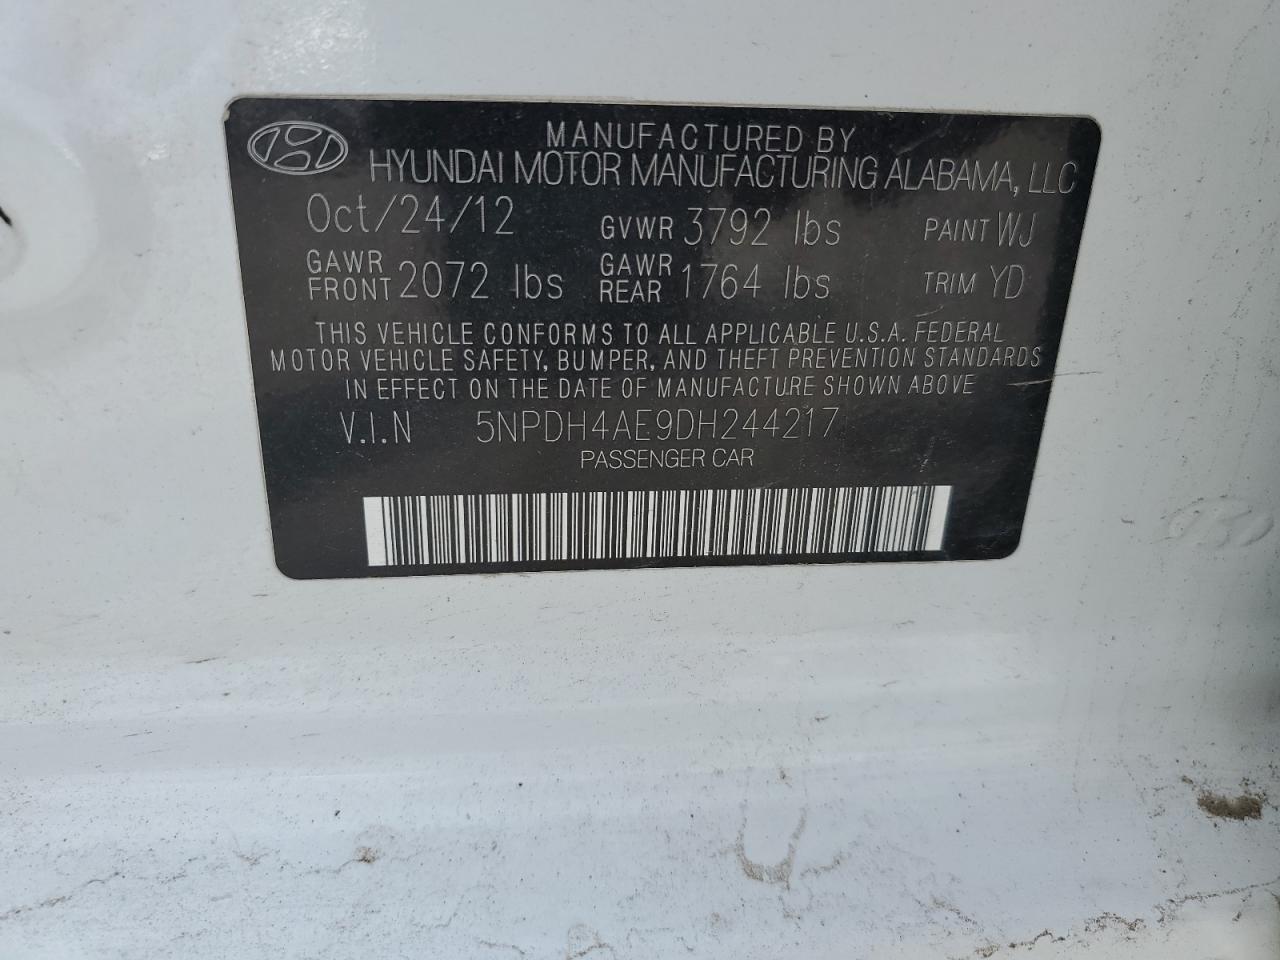 MANUFACTURED BY
HYUNDAI MOTOR MANUFACTURING ALABAMA, LLC
Oct/24/12 GVWR 3792 lbs PAINT WJ
GAWR FRONT 2072 lbs GAWR REAR 1764 lbs TRIM YD
THIS VEHICLE CONFORMS TO ALL APPLICABLE U.S.A. FEDERAL
MOTOR VEHICLE SAFETY, BUMPER, AND THEFT PREVENTION STANDARDS
IN EFFECT ON THE DATE OF MANUFACTURE SHOWN ABOVE
V.I.N 5NPDH4AE9DH244217
PASSENGER CAR